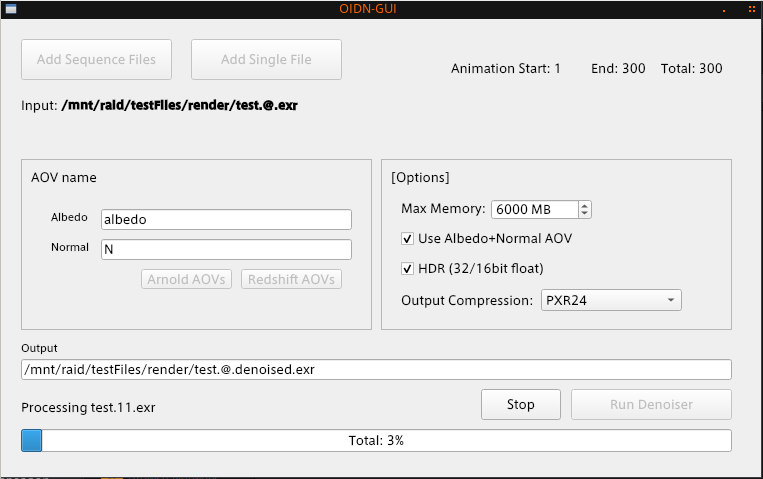 OIDN-GUI
Add Sequence Files Add Single File
Animation Start: 1 End: 300 Total: 300
Input: /mnt/raid/testFiles/render/test.@.exr
AOV name
Albedo albedo
Normal N
Arnold AOVs Redshift AOVs
[Options]
Max Memory: 6000 MB
Use Albedo+Normal AOV
HDR (32/16bit float)
Output Compression: PXR24
Output
/mnt/raid/testFiles/render/test.@.denoised.exr
Processing test.11.exr Stop Run Denoiser
Total: 3%